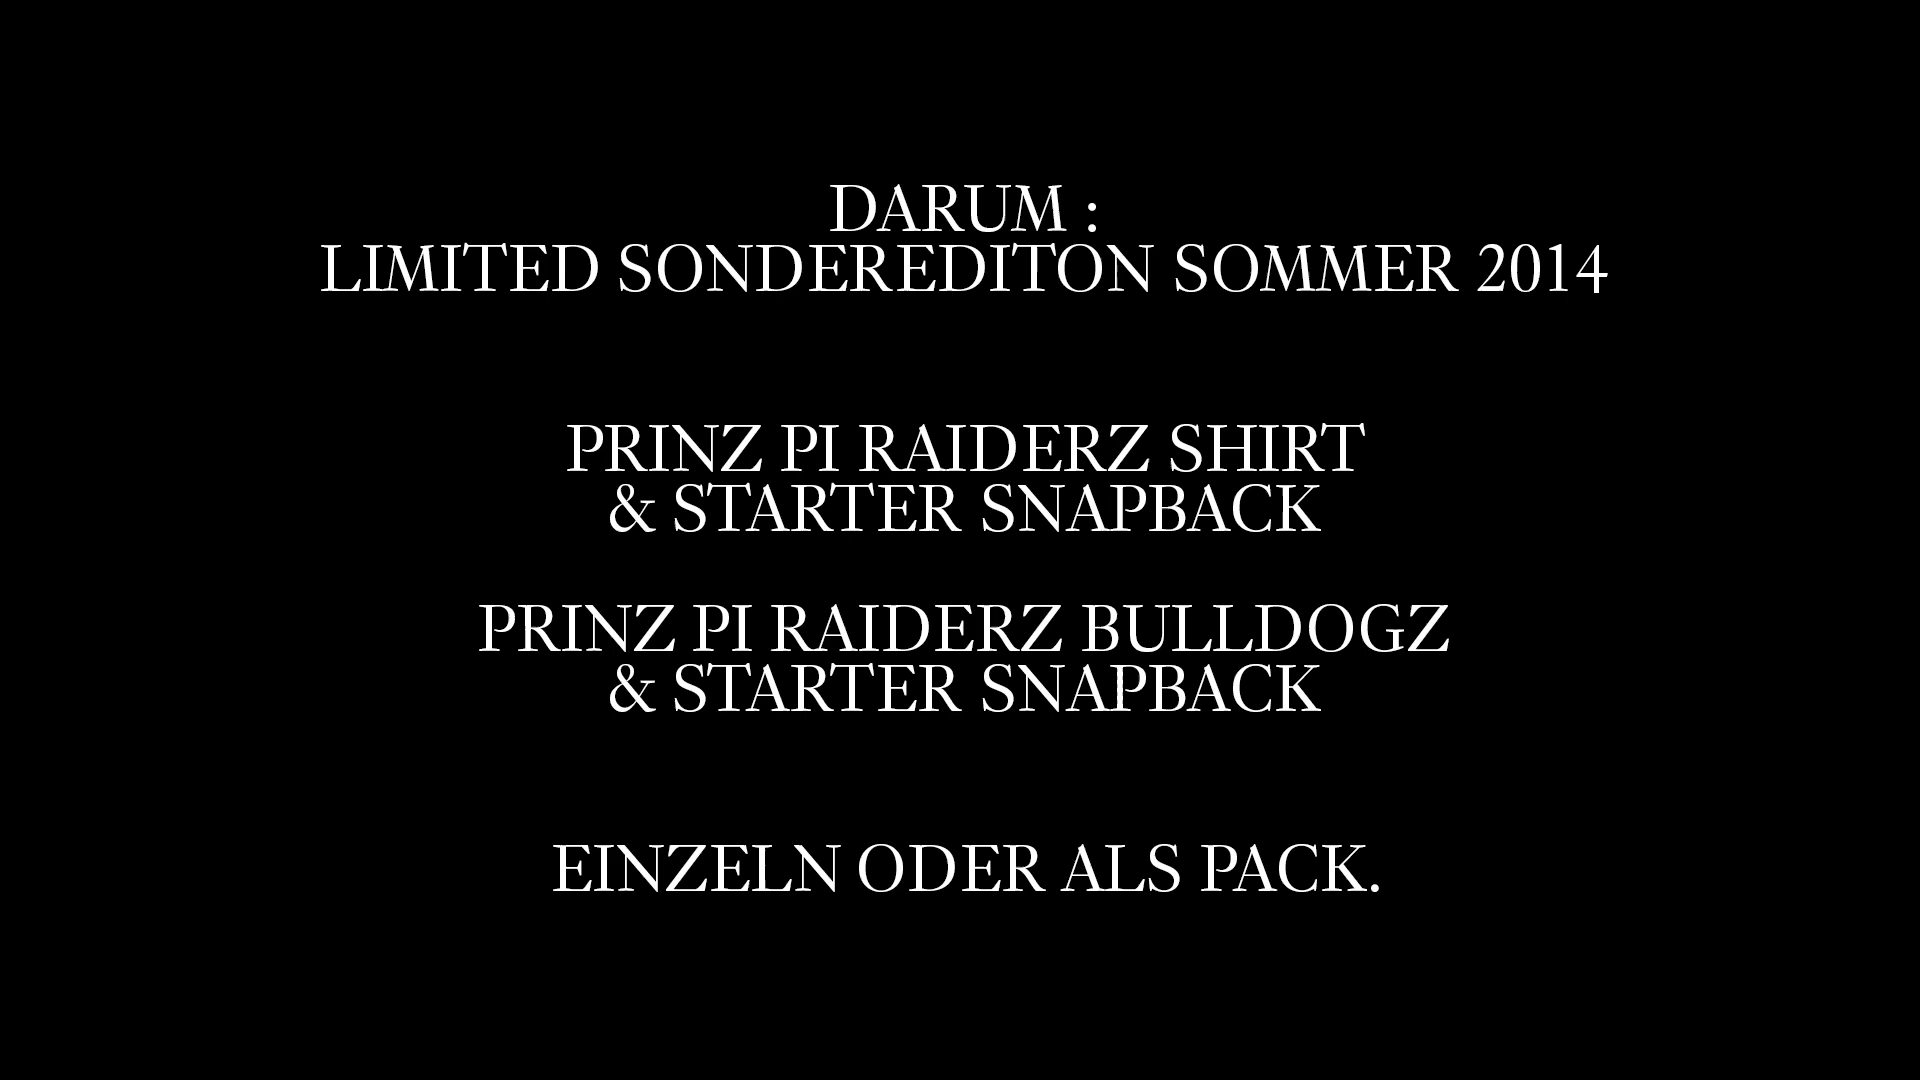 DARUM :
LIMITED SONDEREDITON SOMMER 2014
PRINZ PI RAIDERZ SHIRT
& STARTER SNAPBACK
PRINZ PI RAIDERZ BULLDOGZ
& STARTER SNAPBACK
EINZELN ODER ALS PACK.